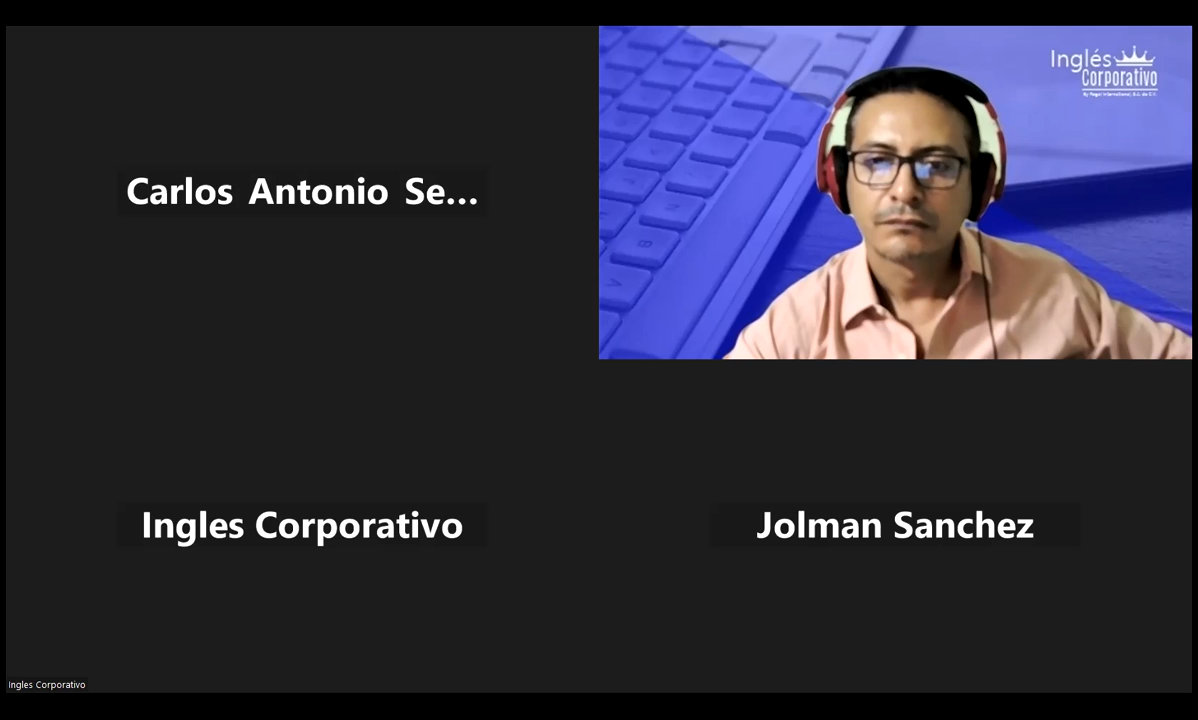 Carlos Antonio Se...
Inglés
Corporativo
Ingles Corporativo
Jolman Sanchez
Ingles Corporativo